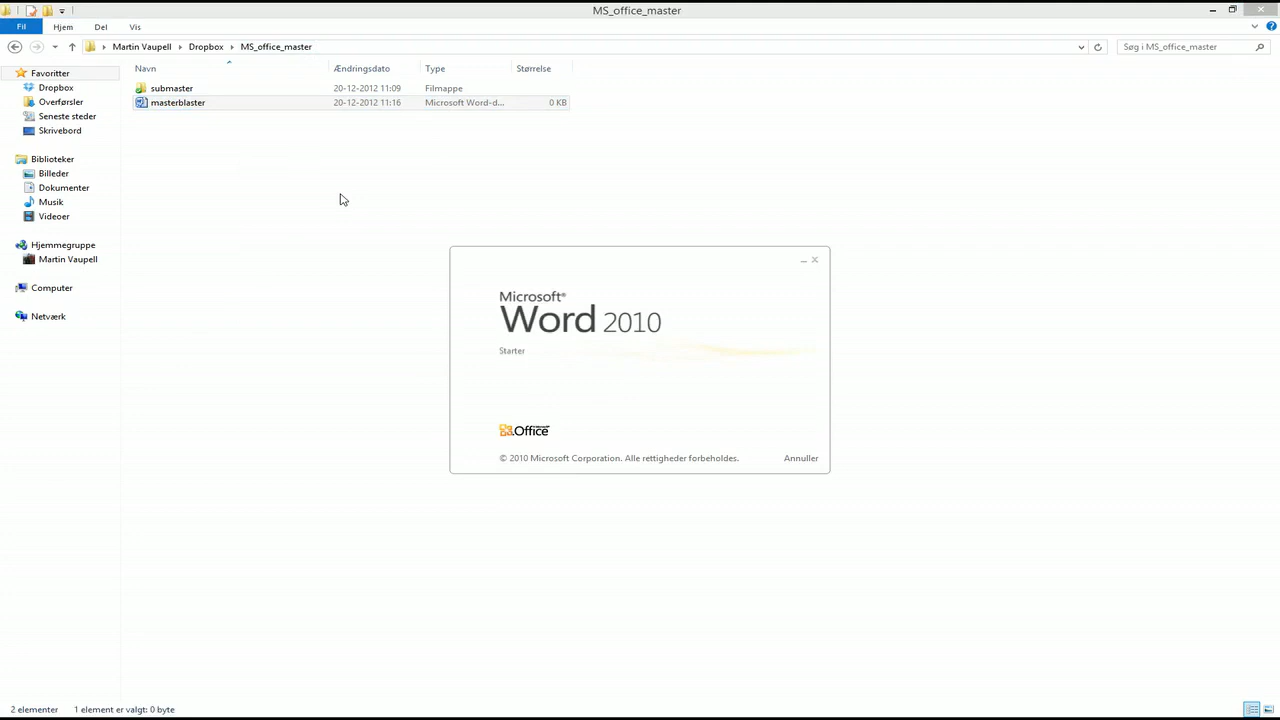 MS_office_master
Fil Hjem Del Vis
Martin Vaupell Dropbox MS_office_master Søg i MS_office_master
Navn Ændringsdato Type Størrelse
submaster 20-12-2012 11:09 Filmappe
masterblaster 20-12-2012 11:16 Microsoft Word-d... 0 KB
Favoritter
Dropbox
Overførsler
Seneste steder
Skrivebord
Biblioteker
Billeder
Dokumenter
Musik
Videoer
Hjemmegruppe
Martin Vaupell
Computer
Netværk
Microsoft®
Word 2010
Starter
Microsoft
Office
© 2010 Microsoft Corporation. Alle rettigheder forbeholdes. Annuller
2 elementer 1 element er valgt: 0 byte